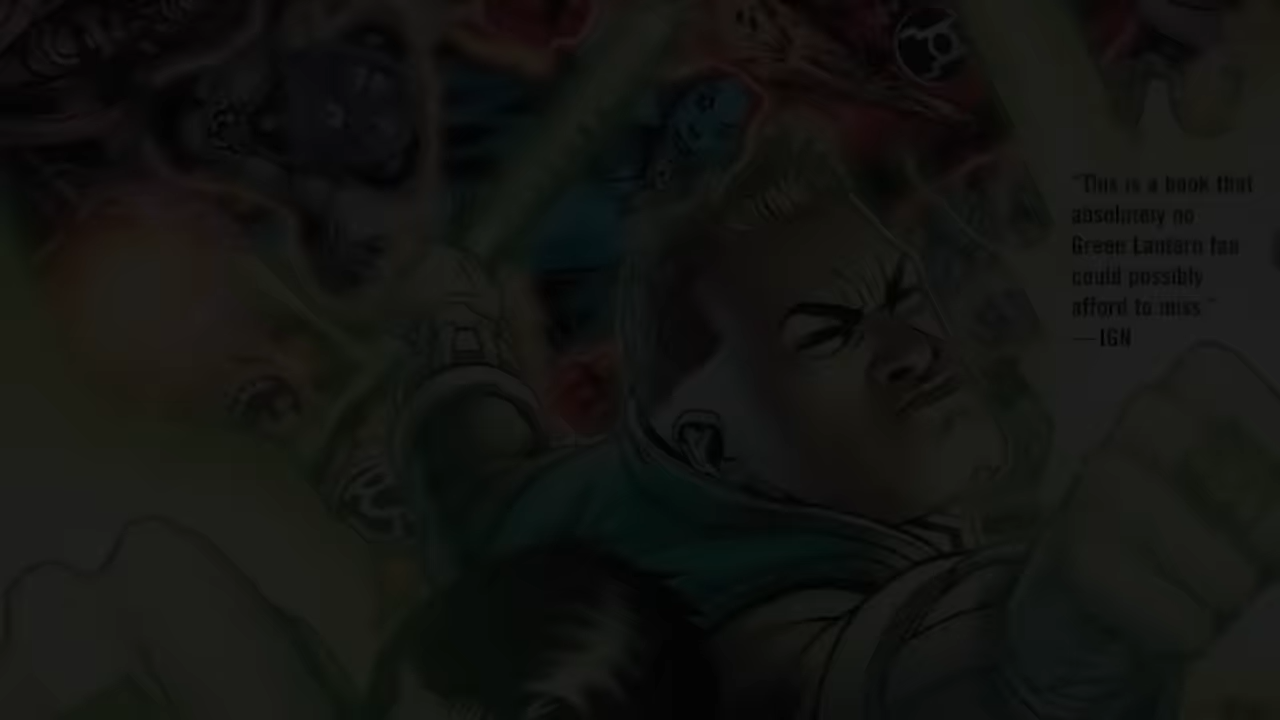 "This is a book that
absolutely no
Green Lantern fan
could possibly
afford to miss."
—IGN